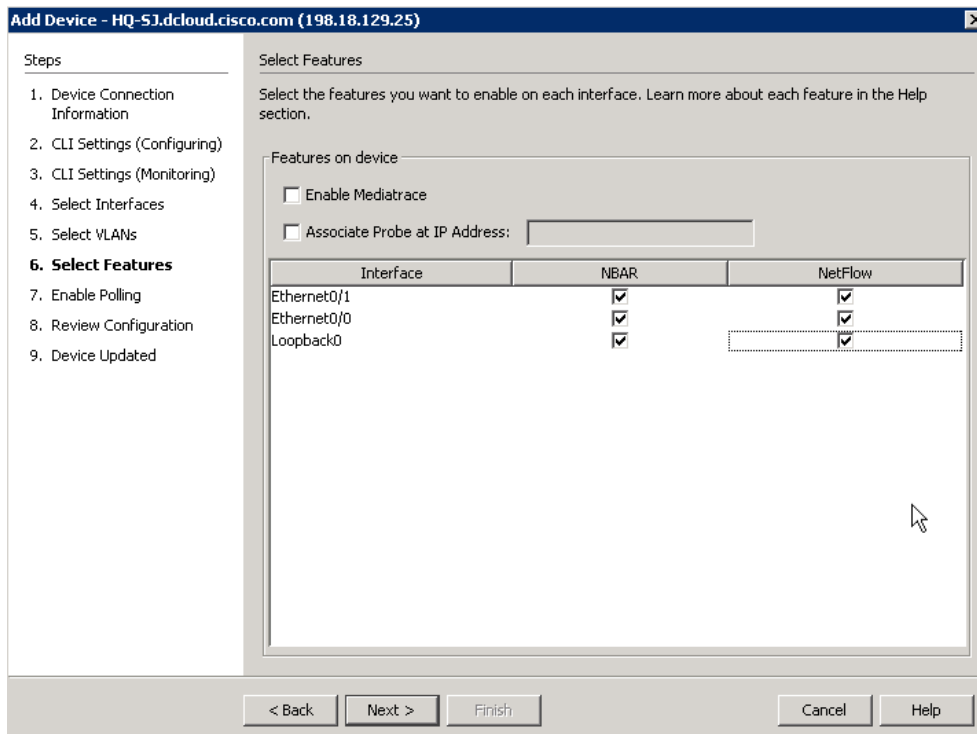 Add Device - HQ-SJ.dcloud.cisco.com (198.18.129.25)
Steps
1. Device Connection
Information
2. CLI Settings (Configuring)
3. CLI Settings (Monitoring)
4. Select Interfaces
5. Select VLANs
6. Select Features
7. Enable Polling
8. Review Configuration
9. Device Updated
Select Features
Select the features you want to enable on each interface. Learn more about each feature in the Help
section.
Features on device
Enable Mediatrace
Associate Probe at IP Address:
Interface NBAR NetFlow
Ethernet0/1
Ethernet0/0
Loopback0
< Back Next > Finish Cancel Help